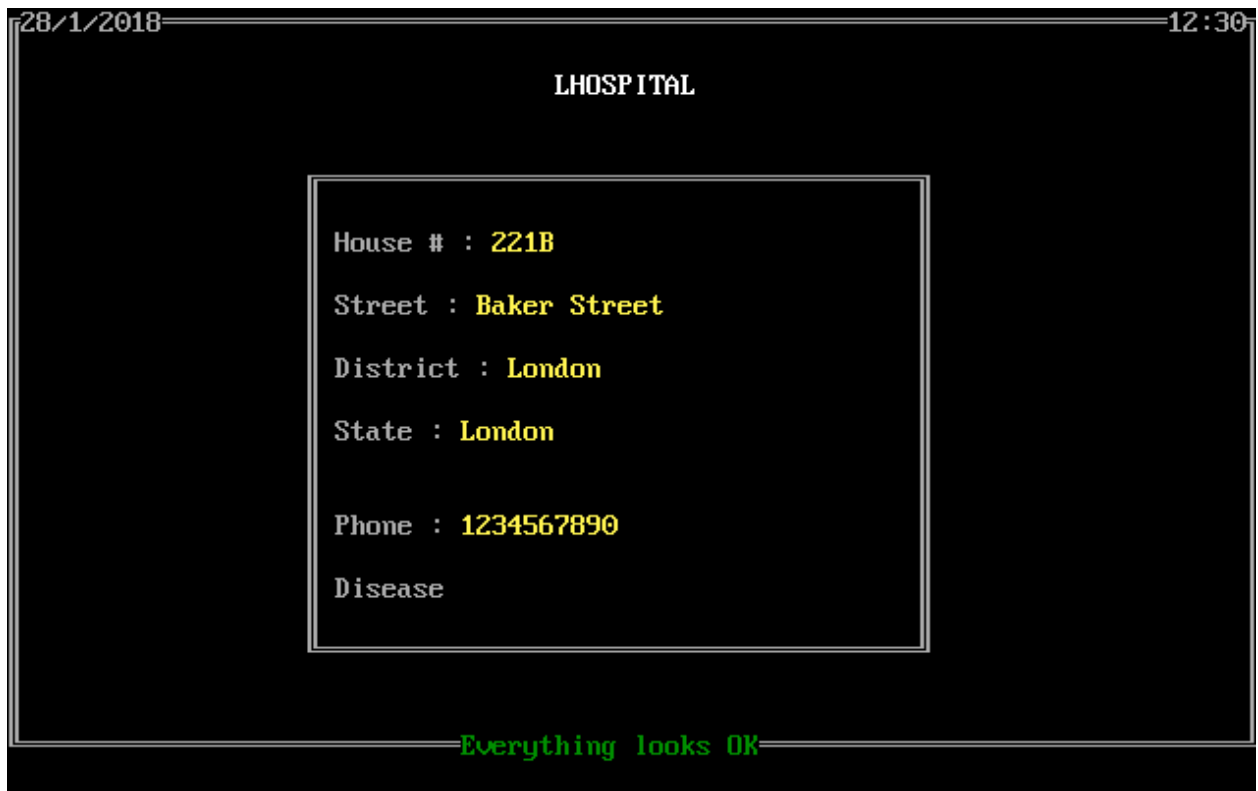 28/1/2018 12:30
LHOSPITAL
House # : 221B
Street : Baker Street
District : London
State : London
Phone : 1234567890
Disease
Everything looks OK